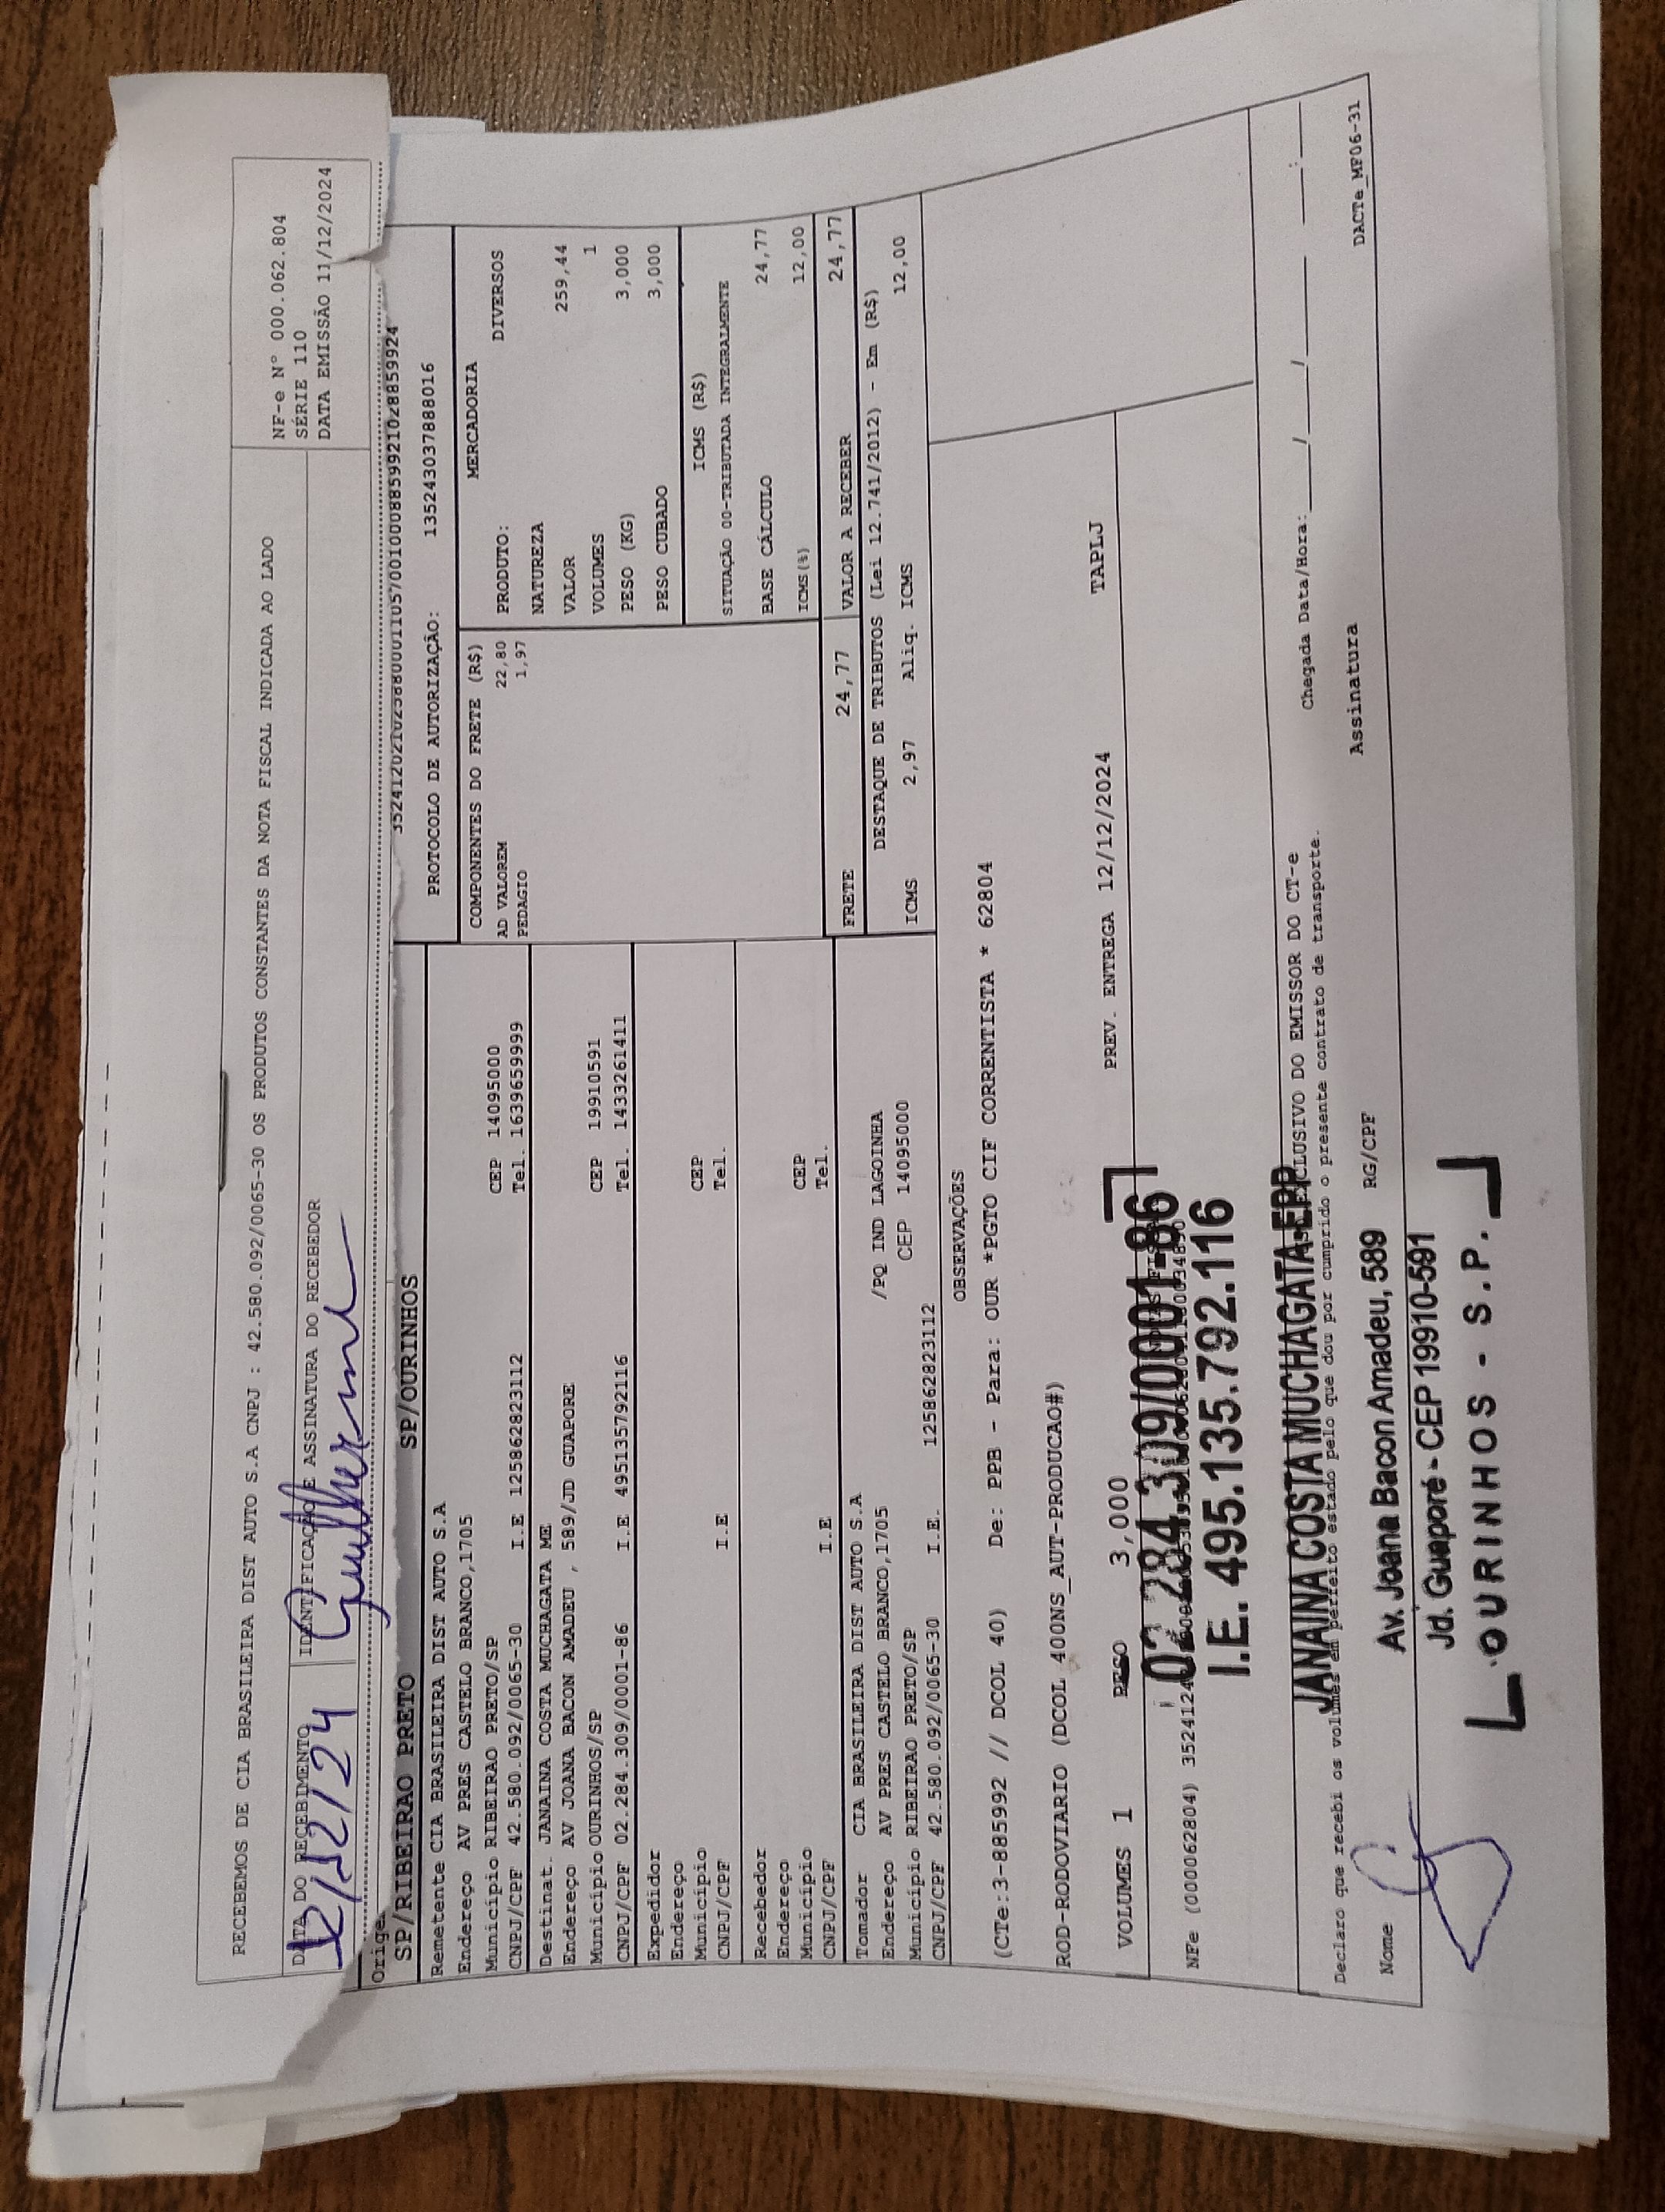 RECEBEMOS DE CIA BRASILEIRA DIST AUTO S.A CNPJ : 42.580.092/0065-30 OS PRODUTOS CONSTANTES DA NOTA FISCAL INDICADA AO LADO
NF-e Nº 000.062.804
SÉRIE 110
DATA EMISSÃO 11/12/2024
DATA DO RECEBIMENTO
IDENTIFICAÇÃO E ASSINATURA DO RECEBEDOR
12/12/24
Guilherme
Orige
SP/RIBEIRAO PRETO SP/OURINHOS
PROTOCOLO DE AUTORIZAÇÃO: 135243037888016
Remetente CIA BRASILEIRA DIST AUTO S.A
Endereço AV PRES CASTELO BRANCO,1705
Município RIBEIRAO PRETO/SP CEP 14095000
CNPJ/CPF 42.580.092/0065-30 I.E 125862823112 Tel. 1639659999
Destinat. JANAINA COSTA MUCHAGATA ME
Endereço AV JOANA BACON AMADEU , 589/JD GUAPORE
Município OURINHOS/SP CEP 19910591
CNPJ/CPF 02.284.309/0001-86 I.E 495135792116 Tel. 1433261411
Expedidor
Endereço
Município CEP
CNPJ/CPF I.E Tel.
Recebedor
Endereço
Município CEP
CNPJ/CPF I.E Tel.
Tomador CIA BRASILEIRA DIST AUTO S.A
Endereço AV PRES CASTELO BRANCO,1705 /PQ IND LAGOINHA
Município RIBEIRAO PRETO/SP CEP 14095000
CNPJ/CPF 42.580.092/0065-30 I.E. 125862823112
COMPONENTES DO FRETE (R$)
AD VALOREM 22,80
PEDAGIO 1,97
MERCADORIA
PRODUTO: DIVERSOS
NATUREZA
VALOR 259,44
VOLUMES 1
PESO (KG) 3,000
PESO CUBADO 3,000
ICMS (R$)
SITUAÇÃO 00-TRIBUTADA INTEGRALMENTE
BASE CÁLCULO 24,77
ICMS(%) 12,00
FRETE 24,77 VALOR A RECEBER 24,77
DESTAQUE DE TRIBUTOS (Lei 12.741/2012) - Em (R$)
ICMS 2,97 Aliq. ICMS 12,00
OBSERVAÇÕES
(CTe:3-885992 // DCOL 40) De: PPB - Para: OUR *PGTO CIF CORRENTISTA * 62804
ROD-RODOVIARIO (DCOL 400NS_AUT-PRODUCAO#)
VOLUMES 1 PESO 3,000 PREV. ENTREGA 12/12/2024 TAPLJ
NFe (000062804)
02.284.309/0001-86
I.E. 495.135.792.116
JANAINA COSTA MUCHAGATA-EPP
Av. Joana Bacon Amadeu, 589
Jd. Guaporé - CEP 19910-591
OURINHOS - S.P.
EXCLUSIVO DO EMISSOR DO CT-e
Declaro que recebi os volumes em perfeito estado pelo que dou por cumprido o presente contrato de transporte.
Chegada Data/Hora: / / :
Nome RG/CPF Assinatura
DACTe_MF06-31